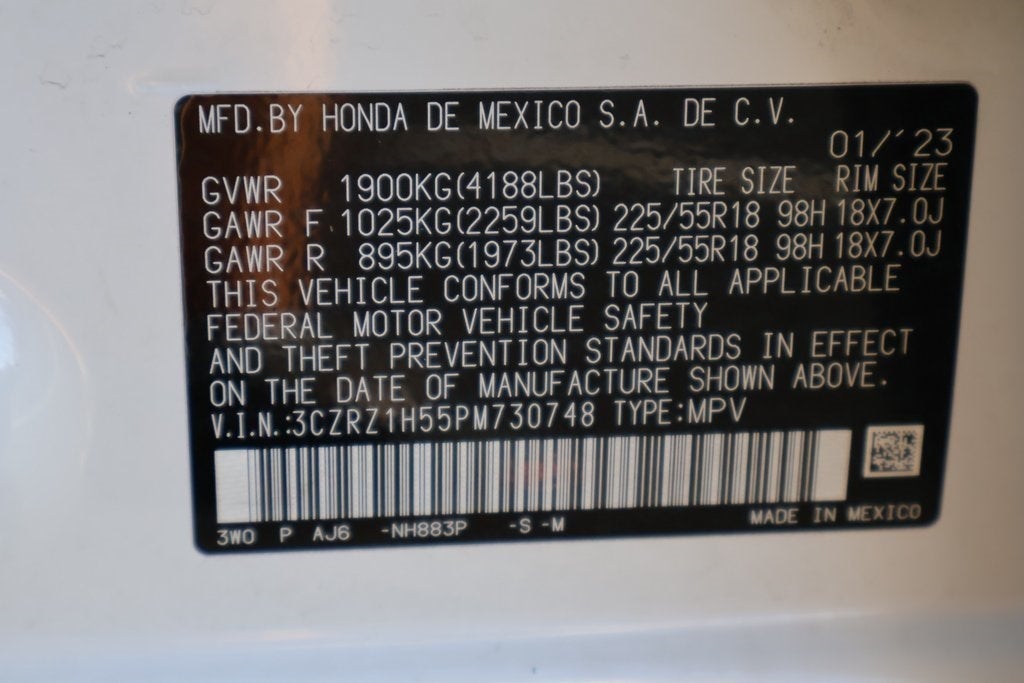 MFD.BY HONDA DE MEXICO S.A. DE C.V.
01/´23
GVWR 1900KG(4188LBS) TIRE SIZE RIM SIZE
GAWR F 1025KG(2259LBS) 225/55R18 98H 18X7.0J
GAWR R 895KG(1973LBS) 225/55R18 98H 18X7.0J
THIS VEHICLE CONFORMS TO ALL APPLICABLE
FEDERAL MOTOR VEHICLE SAFETY
AND THEFT PREVENTION STANDARDS IN EFFECT
ON THE DATE OF MANUFACTURE SHOWN ABOVE.
V.I.N.:3CZRZ1H55PM730748 TYPE:MPV
3W0 P AJ6 -NH883P -S -M MADE IN MEXICO